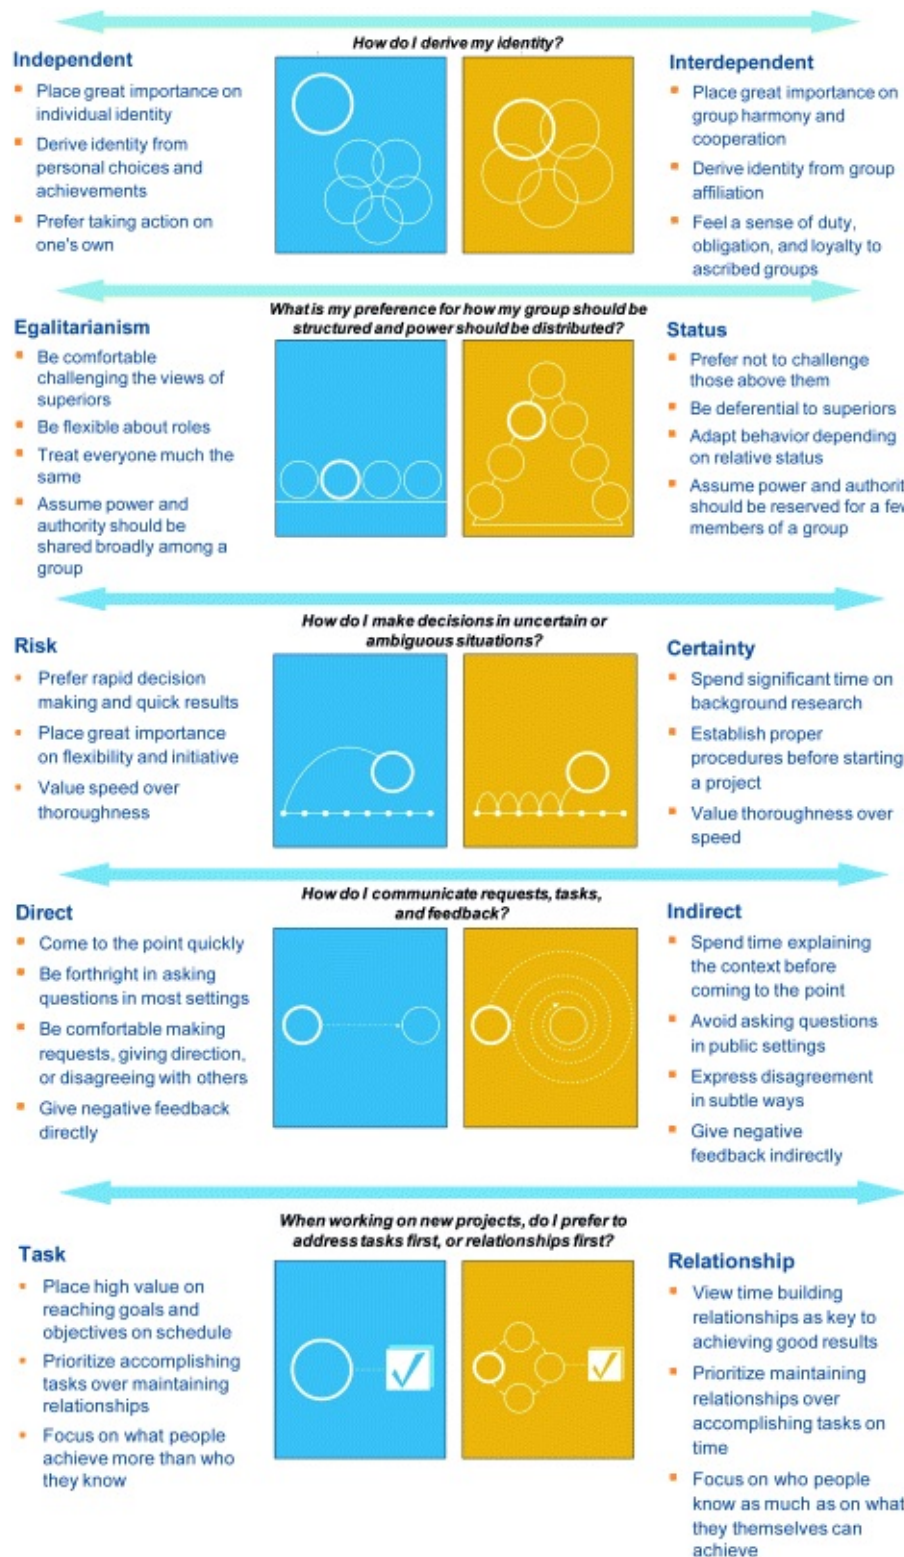 How do I derive my identity?
Independent
Place great importance on
individual identity
Derive identity from
personal choices and
achievements
Prefer taking action on
one's own
Interdependent
Place great importance on
group harmony and
cooperation
Derive identity from group
affiliation
Feel a sense of duty,
obligation, and loyalty to
ascribed groups
What is my preference for how my group should be
structured and power should be distributed?
Egalitarianism
Be comfortable
challenging the views of
superiors
Be flexible about roles
Treat everyone much the
same
Assume power and
authority should be
shared broadly among a
group
Status
Prefer not to challenge
those above them
Be deferential to superiors
Adapt behavior depending
on relative status
Assume power and authorit
should be reserved for a few
members of a group
How do I make decisions in uncertain or
ambiguous situations?
Risk
Prefer rapid decision
making and quick results
Place great importance
on flexibility and initiative
Value speed over
thoroughness
Certainty
Spend significant time on
background research
Establish proper
procedures before starting
a project
Value thoroughness over
speed
How do I communicate requests, tasks,
and feedback?
Direct
Come to the point quickly
Be forthright in asking
questions in most settings
Be comfortable making
requests, giving direction,
or disagreeing with others
Give negative feedback
directly
Indirect
Spend time explaining
the context before
coming to the point
Avoid asking questions
in public settings
Express disagreement
in subtle ways
Give negative
feedback indirectly
When working on new projects, do I prefer to
address tasks first, or relationships first?
Task
Place high value on
reaching goals and
objectives on schedule
Prioritize accomplishing
tasks over maintaining
relationships
Focus on what people
achieve more than who
they know
Relationship
View time building
relationships as key to
achieving good results
Prioritize maintaining
relationships over
accomplishing tasks on
time
Focus on who people
know as much as on what
they themselves can
achieve